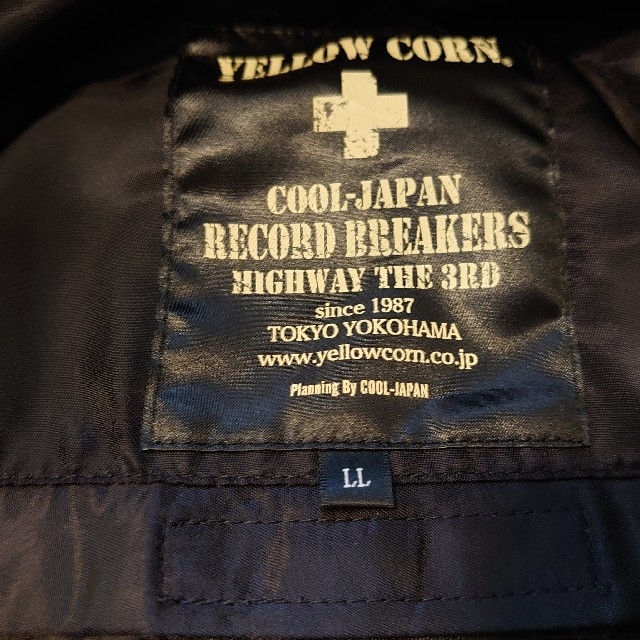 YELLOW CORN.
COOL-JAPAN
RECORD BREAKERS
HIGHWAY THE 3RD
since 1987
TOKYO YOKOHAMA
www.yellowcorn.co.jp
Planning By COOL-JAPAN
LL